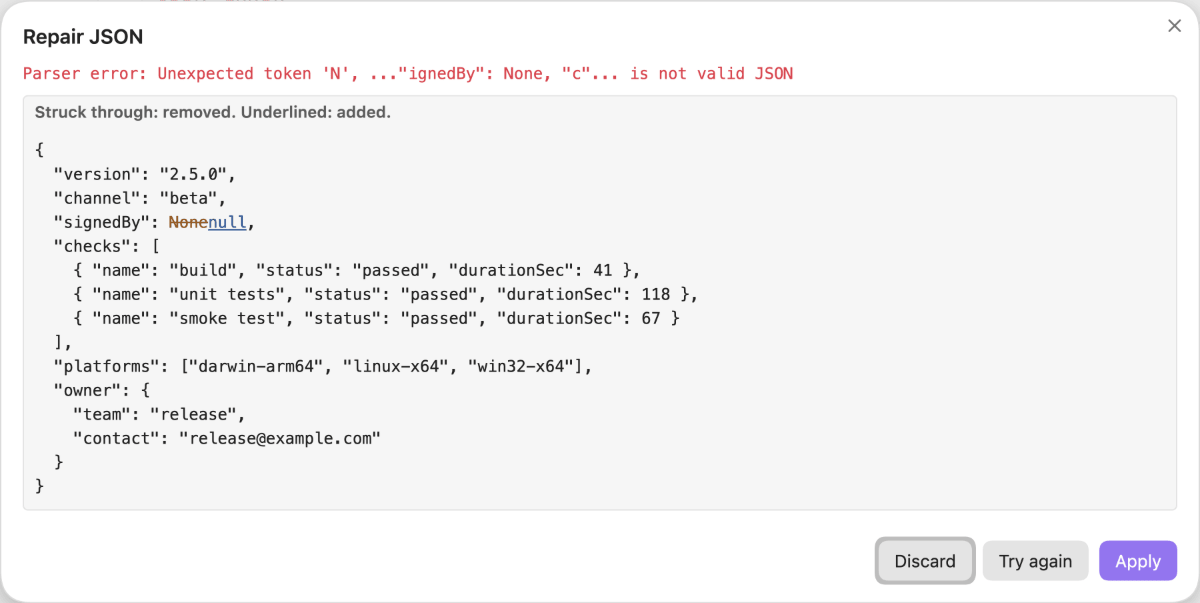 Repair JSON
Parser error: Unexpected token 'N', ..."ignedBy": None, "c"... is not valid JSON
Struck through: removed. Underlined: added.
{
  "version": "2.5.0",
  "channel": "beta",
  "signedBy": Nonenull,
  "checks": [
    { "name": "build", "status": "passed", "durationSec": 41 },
    { "name": "unit tests", "status": "passed", "durationSec": 118 },
    { "name": "smoke test", "status": "passed", "durationSec": 67 }
  ],
  "platforms": ["darwin-arm64", "linux-x64", "win32-x64"],
  "owner": {
    "team": "release",
    "contact": "release@example.com"
  }
}
Discard Try again Apply